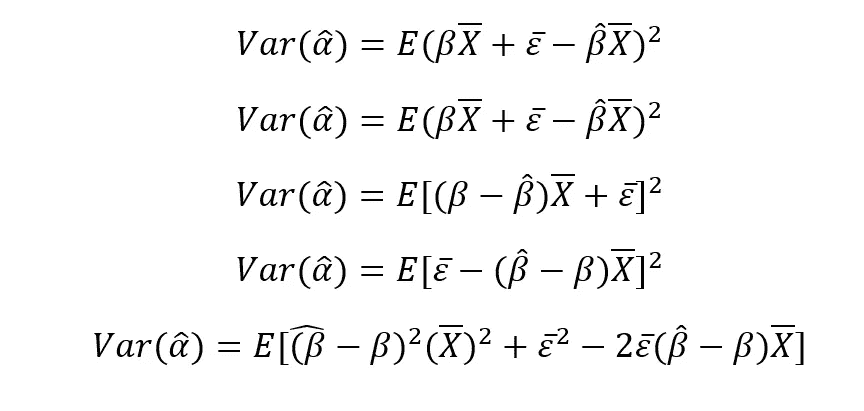 Var(α̂) = E(βX̅ + ε̄ − β̂X̅)²
Var(α̂) = E(βX̅ + ε̄ − β̂X̅)²
Var(α̂) = E[(β − β̂)X̅ + ε̄]²
Var(α̂) = E[ε̄ − (β̂ − β)X̅]²
Var(α̂) = E[(̂β − β)²(X̅)² + ε̄² − 2ε̄(β̂ − β)X̅]